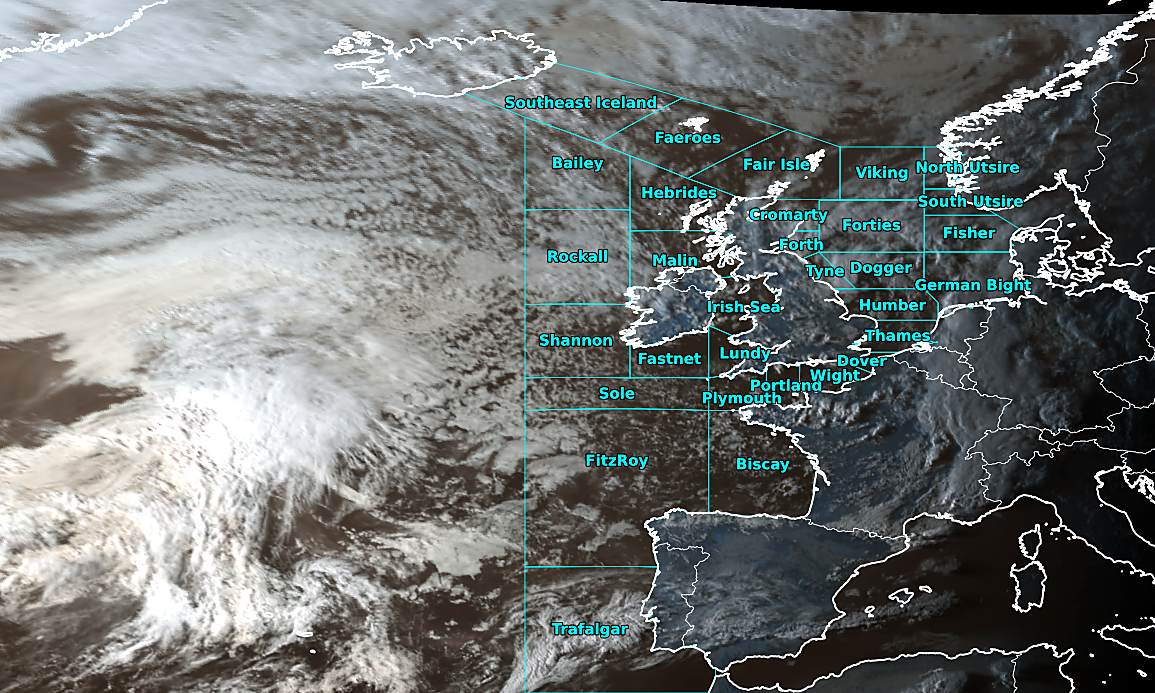 Southeast Iceland
Faeroes
Bailey
Fair Isle
Viking
North Utsire
Hebrides
South Utsire
Cromarty
Forties
Fisher
Forth
Rockall
Malin
Tyne
Dogger
German Bight
Irish Sea
Humber
Thames
Shannon
Fastnet
Lundy
Dover
Wight
Portland
Sole
Plymouth
FitzRoy
Biscay
Trafalgar